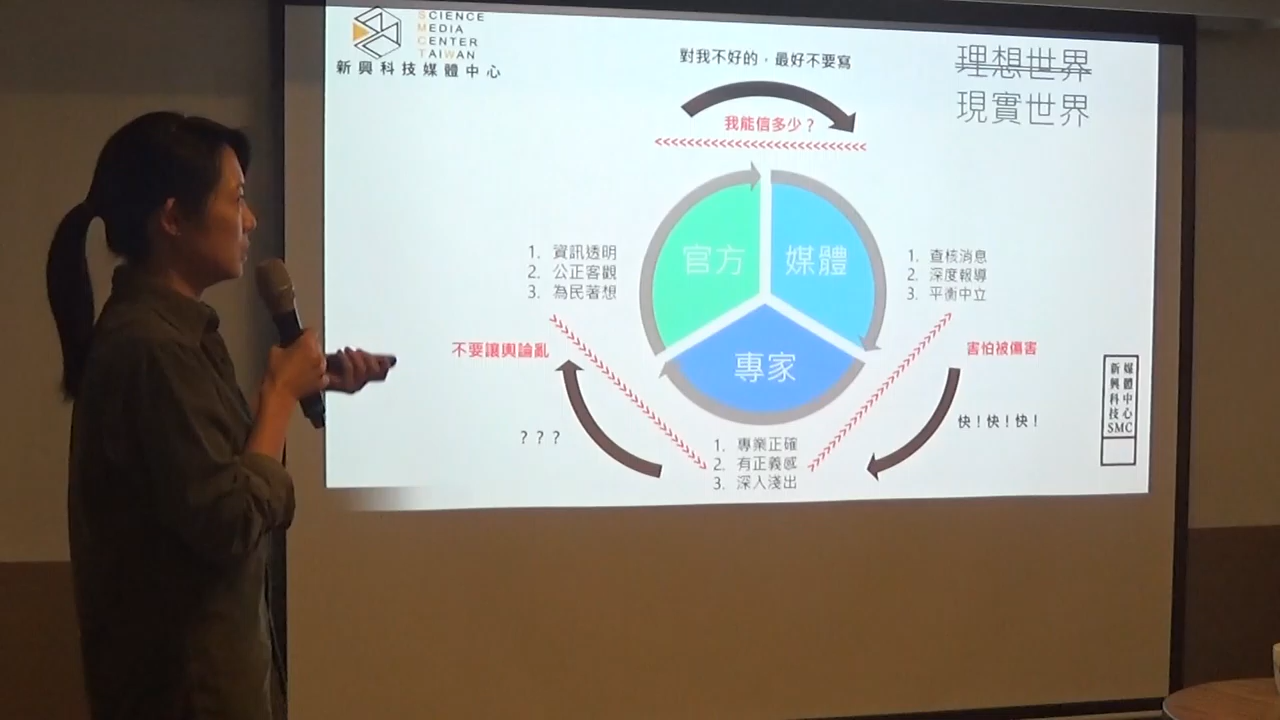 SCIENCE
MEDIA
CENTER
TAIWAN
新興科技媒體中心
對我不好的，最好不要寫
我能信多少？
理想世界
現實世界
官方
媒體
專家
1. 資訊透明
2. 公正客觀
3. 為民著想
1. 查核消息
2. 深度報導
3. 平衡中立
不要讓輿論亂
害怕被傷害
？？？
快！快！快！
1. 專業正確
2. 有正義感
3. 深入淺出
新興科技媒體中心
SMC